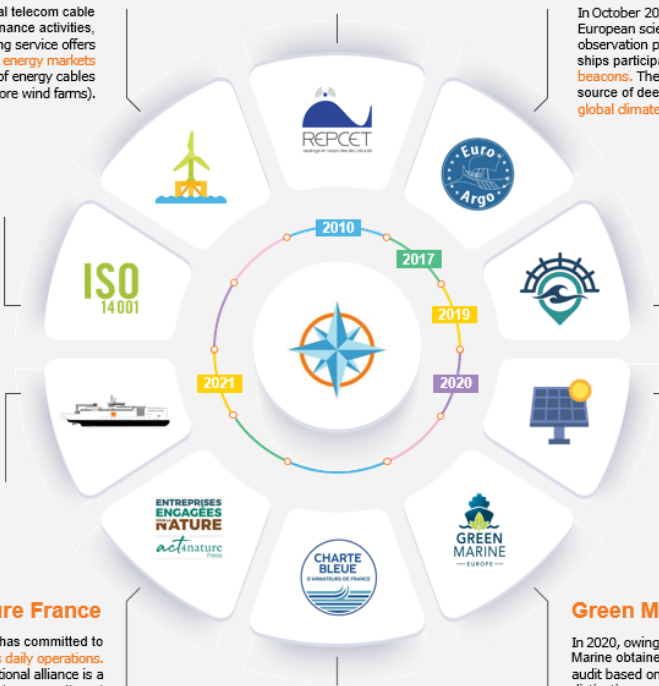 al telecom cable
nance activities,
ng service offers
energy markets
of energy cables
ore wind farms).
In October 20
European scie
observation p
ships participa
beacons. The
source of dee
global climate
REPCET
Euro
Argo
ISO
14001
2010
2017
2019
2020
2021
ENTREPRISES
ENGAGÉES
NATURE
act4nature
France
CHARTE
BLEUE
D'ARMATEURS DE FRANCE
GREEN
MARINE
EUROPE
ure France
has committed to
s daily operations.
tional alliance is a
Green M
In 2020, owing
Marine obtaine
audit based on